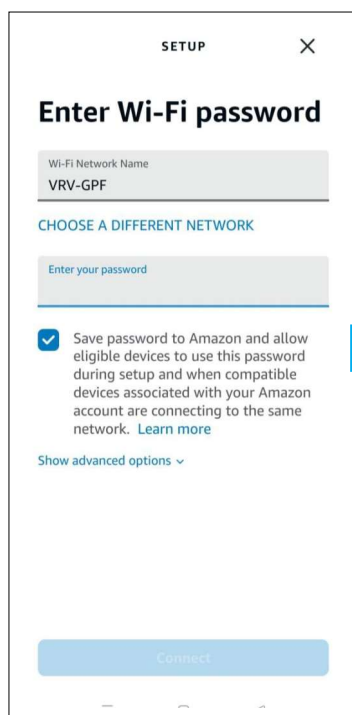 SETUP
Enter Wi-Fi password
Wi-Fi Network Name
VRV-GPF
CHOOSE A DIFFERENT NETWORK
Enter your password
Save password to Amazon and allow
eligible devices to use this password
during setup and when compatible
devices associated with your Amazon
account are connecting to the same
network. Learn more
Show advanced options
Connect